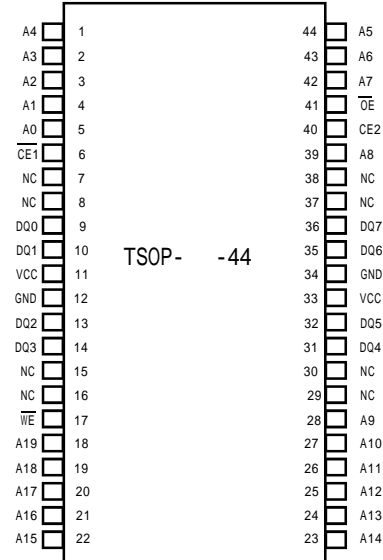 A4 1 44 A5
A3 2 43 A6
A2 3 42 A7
A1 4 41 O̅E̅
A0 5 40 CE2
C̅E̅1̅ 6 39 A8
NC 7 38 NC
NC 8 37 NC
DQ0 9 36 DQ7
DQ1 10 35 DQ6
TSOP- -44
VCC 11 34 GND
GND 12 33 VCC
DQ2 13 32 DQ5
DQ3 14 31 DQ4
NC 15 30 NC
NC 16 29 NC
W̅E̅ 17 28 A9
A19 18 27 A10
A18 19 26 A11
A17 20 25 A12
A16 21 24 A13
A15 22 23 A14